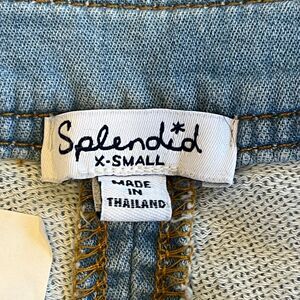 Splendid
X-SMALL
MADE
IN
THAILAND